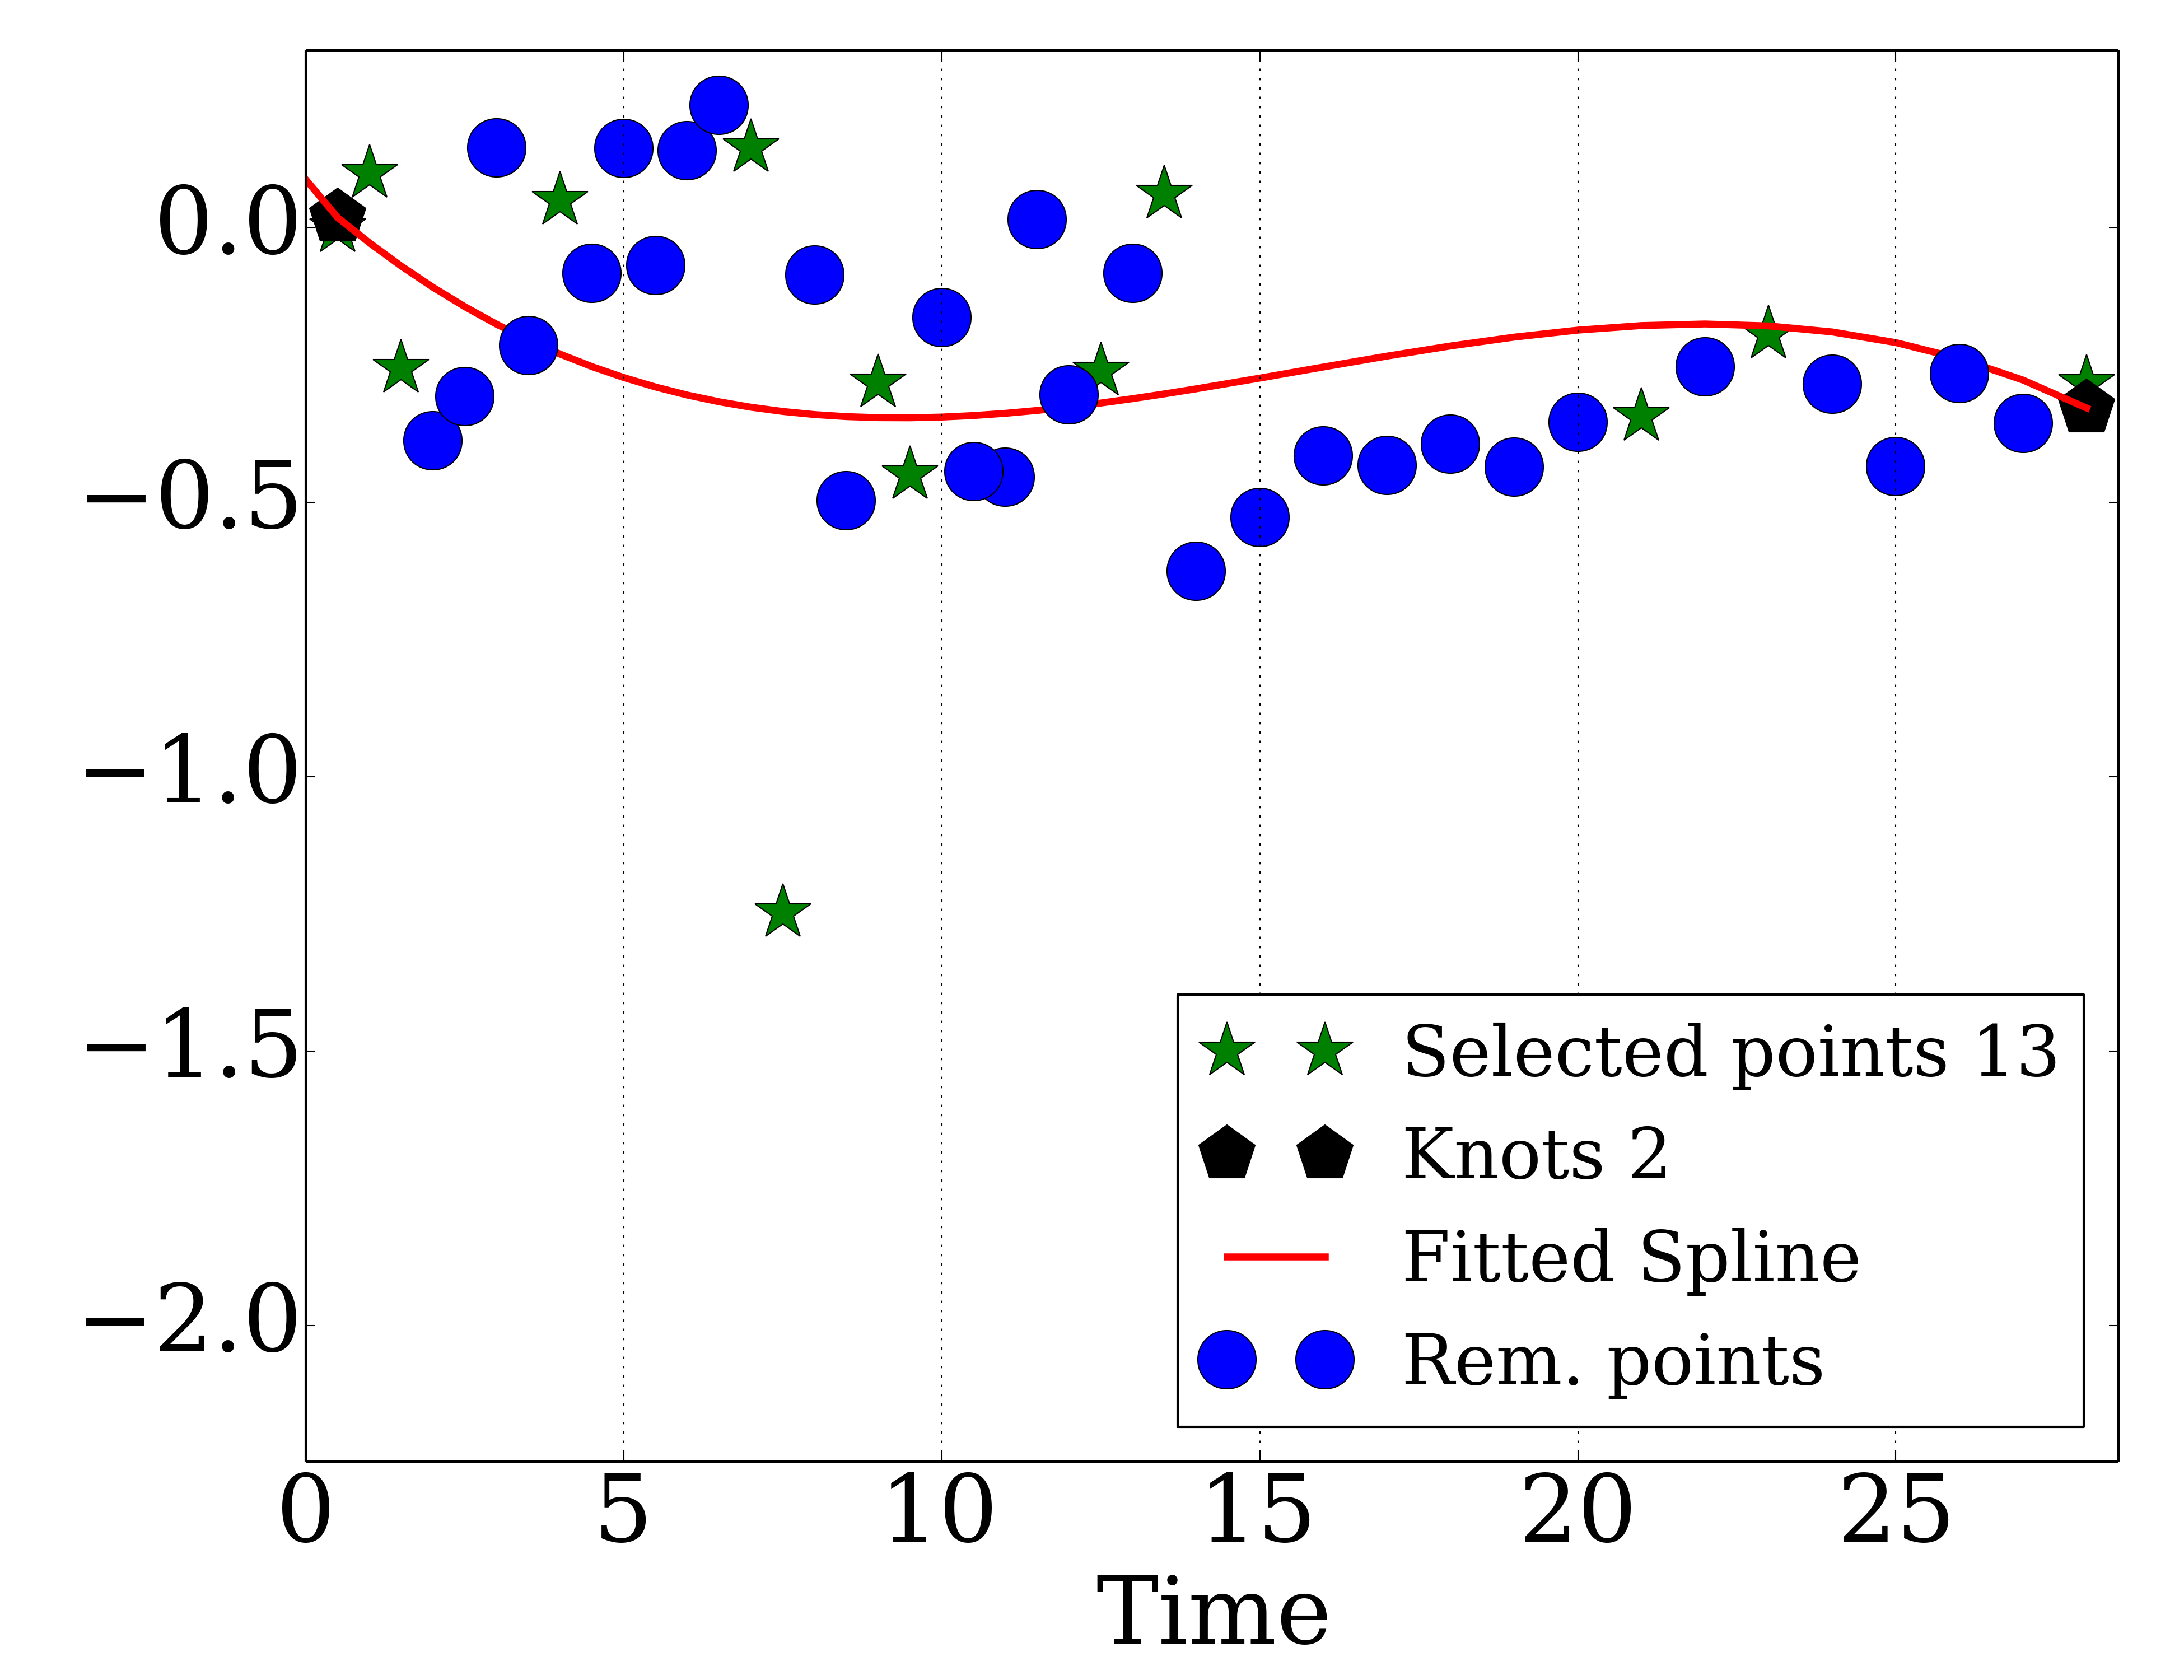 0.0
−0.5
−1.0
−1.5
−2.0
Selected points 13
Knots 2
Fitted Spline
Rem. points
0 5 10 15 20 25
Time